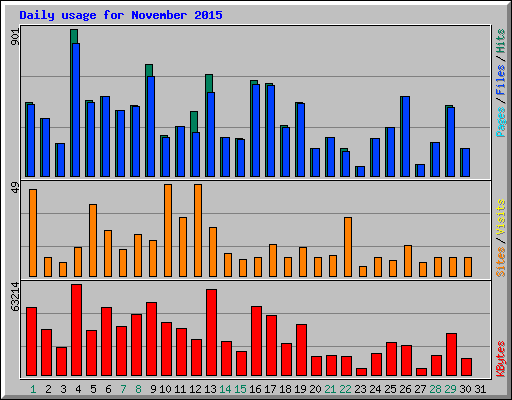 Daily usage for November 2015
901
Pages / Files / Hits
49
Sites / Visits
63214
KBytes
1 2 3 4 5 6 7 8 9 10 11 12 13 14 15 16 17 18 19 20 21 22 23 24 25 26 27 28 29 30 31